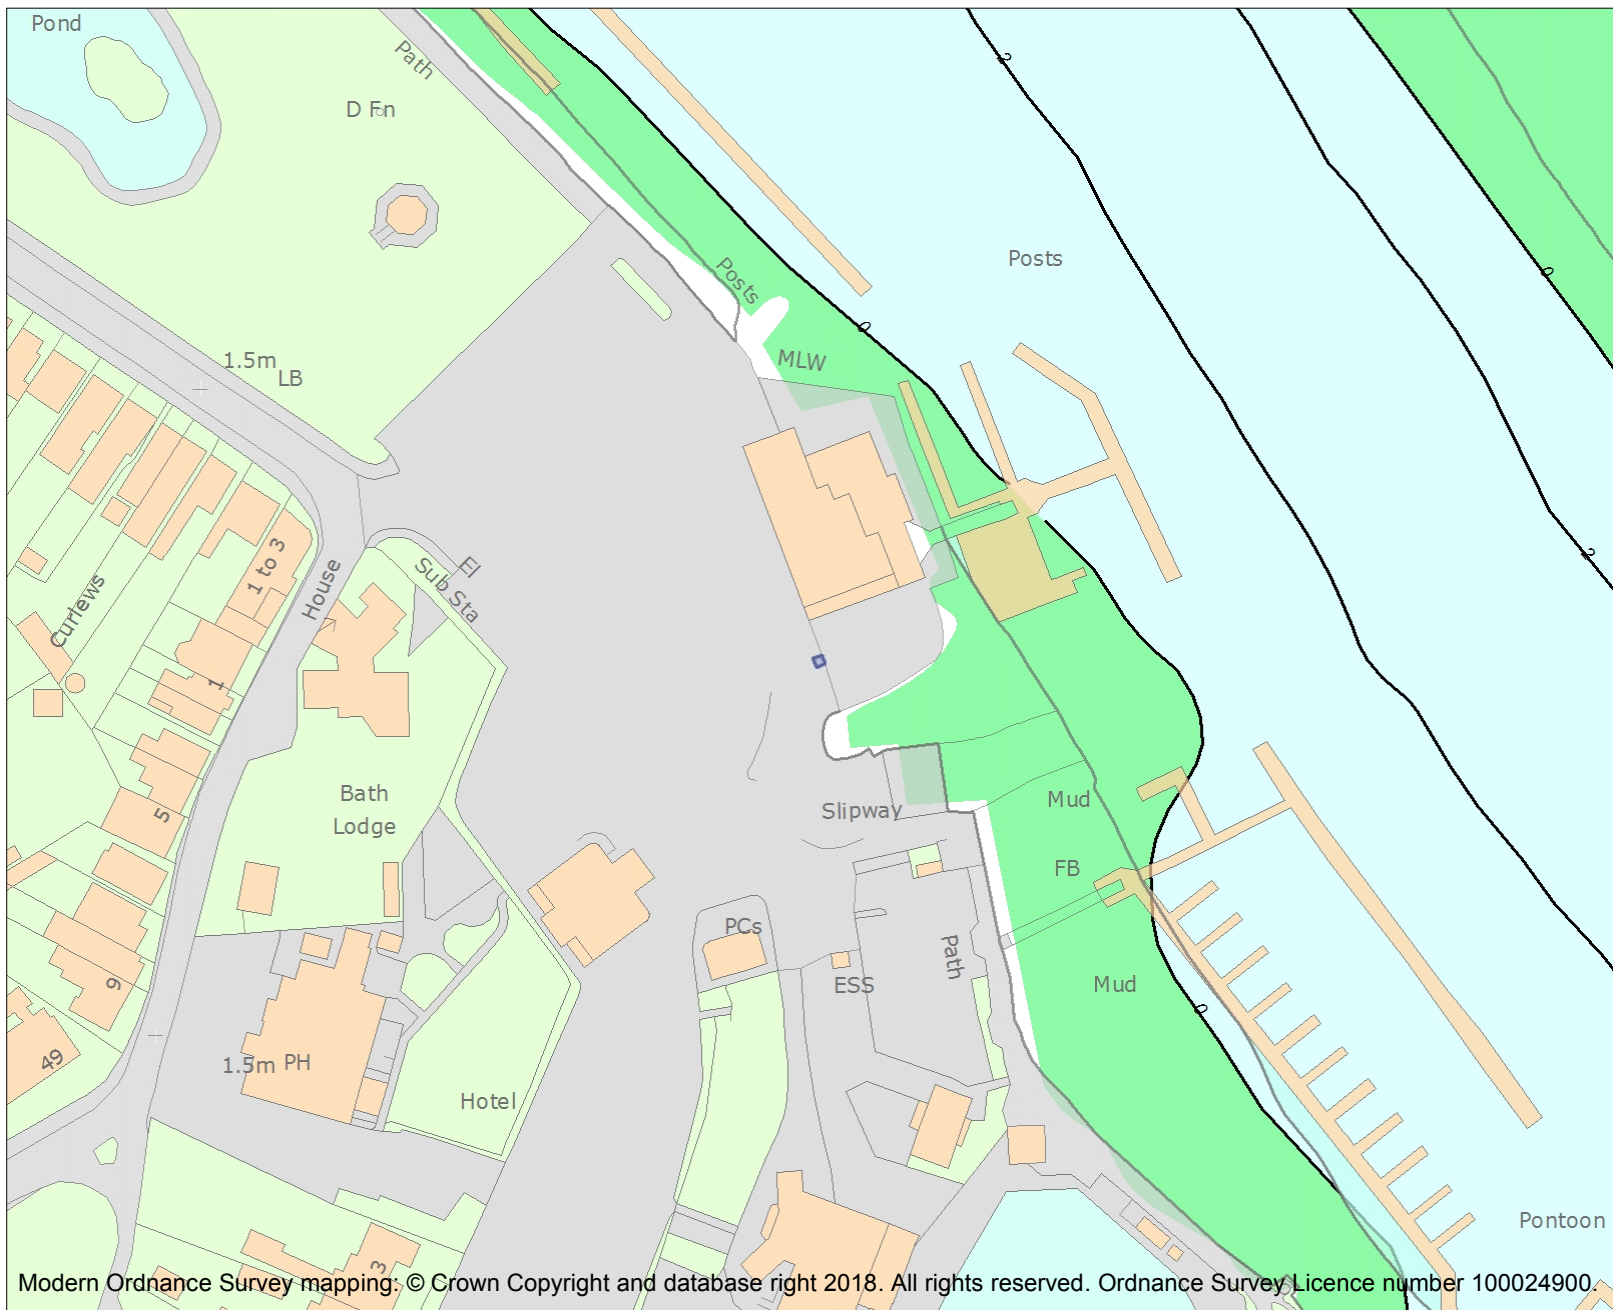 Pond
Path
D Fn
2
Posts
Posts
0
0
MLW
1.5m
LB
2
1 to 3
House
El
Sub Sta
Curlews
1
Bath
Lodge
5
Slipway
Mud
FB
PCs
Path
ESS
Mud
9
0
49
1.5m PH
Hotel
Pontoon
3
Modern Ordnance Survey mapping: © Crown Copyright and database right 2018. All rights reserved. Ordnance Survey Licence number 100024900.